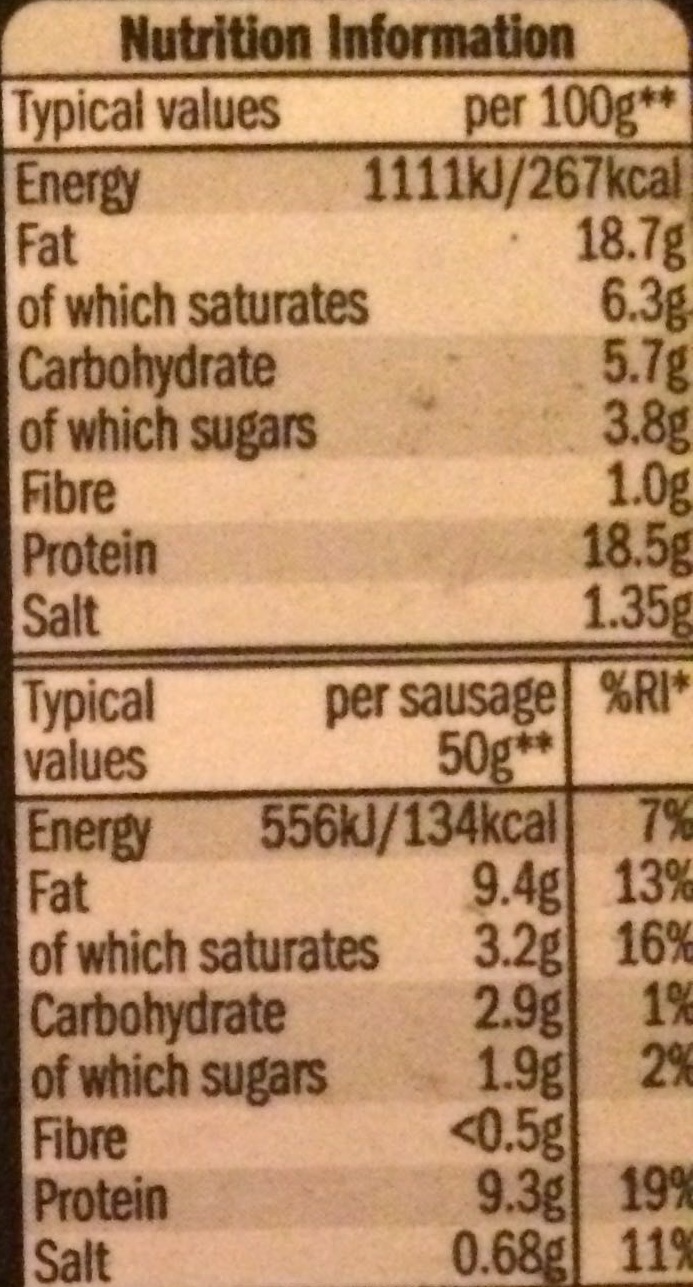 Nutrition Information
Typical values per 100g**
Energy 1111kJ/267kcal
Fat 18.7g
of which saturates 6.3g
Carbohydrate 5.7g
of which sugars 3.8g
Fibre 1.0g
Protein 18.5g
Salt 1.35g
Typical per sausage %RI*
values 50g**
Energy 556kJ/134kcal 7%
Fat 9.4g 13%
of which saturates 3.2g 16%
Carbohydrate 2.9g 1%
of which sugars 1.9g 2%
Fibre <0.5g
Protein 9.3g 19%
Salt 0.68g 11%